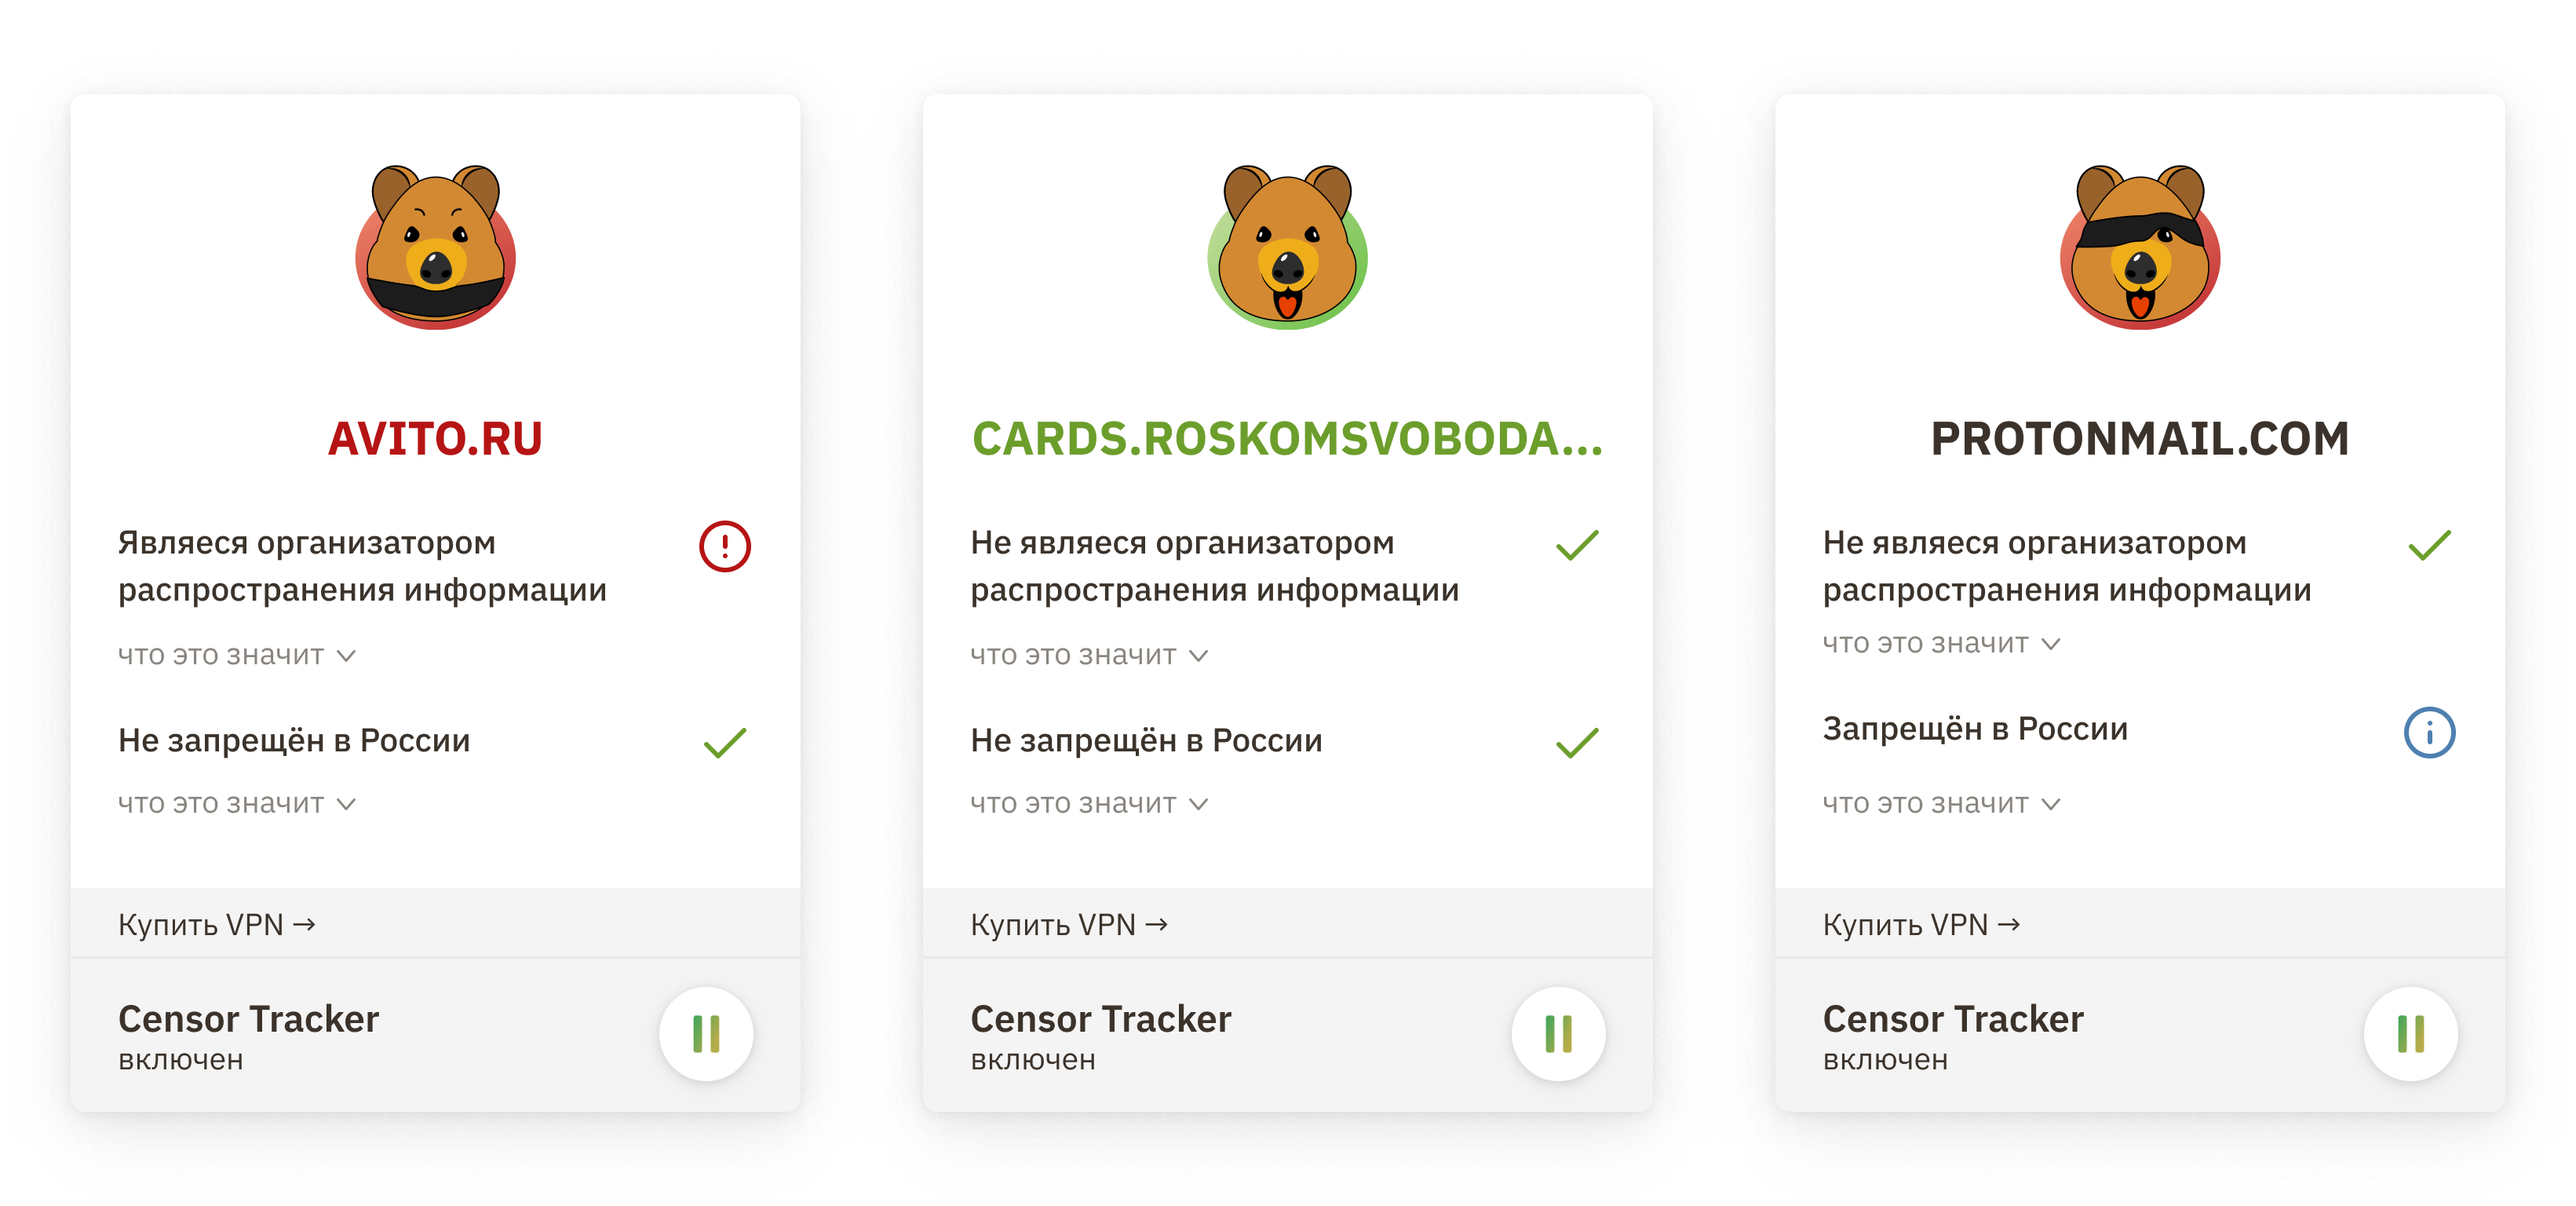 AVITO.RU
Являеся организатором
распространения информации
что это значит
Не запрещён в России
что это значит
Купить VPN →
Censor Tracker
включен
CARDS.ROSKOMSVOBODA...
Не являеся организатором
распространения информации
что это значит
Не запрещён в России
что это значит
Купить VPN →
Censor Tracker
включен
PROTONMAIL.COM
Не являеся организатором
распространения информации
что это значит
Запрещён в России
что это значит
Купить VPN →
Censor Tracker
включен